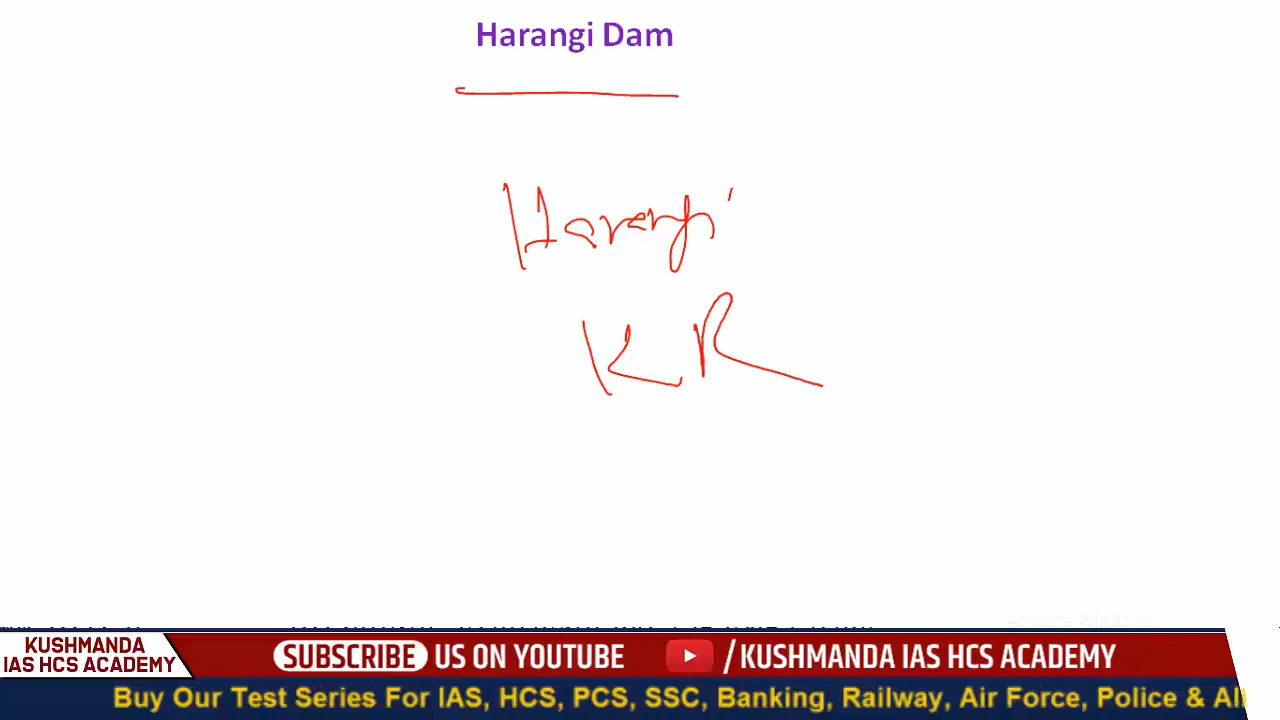 Harangi Dam
Harangi
KR
KUSHMANDA
IAS HCS ACADEMY
SUBSCRIBE US ON YOUTUBE
/KUSHMANDA IAS HCS ACADEMY
Buy Our Test Series For IAS, HCS, PCS, SSC, Banking, Railway, Air Force, Police & All